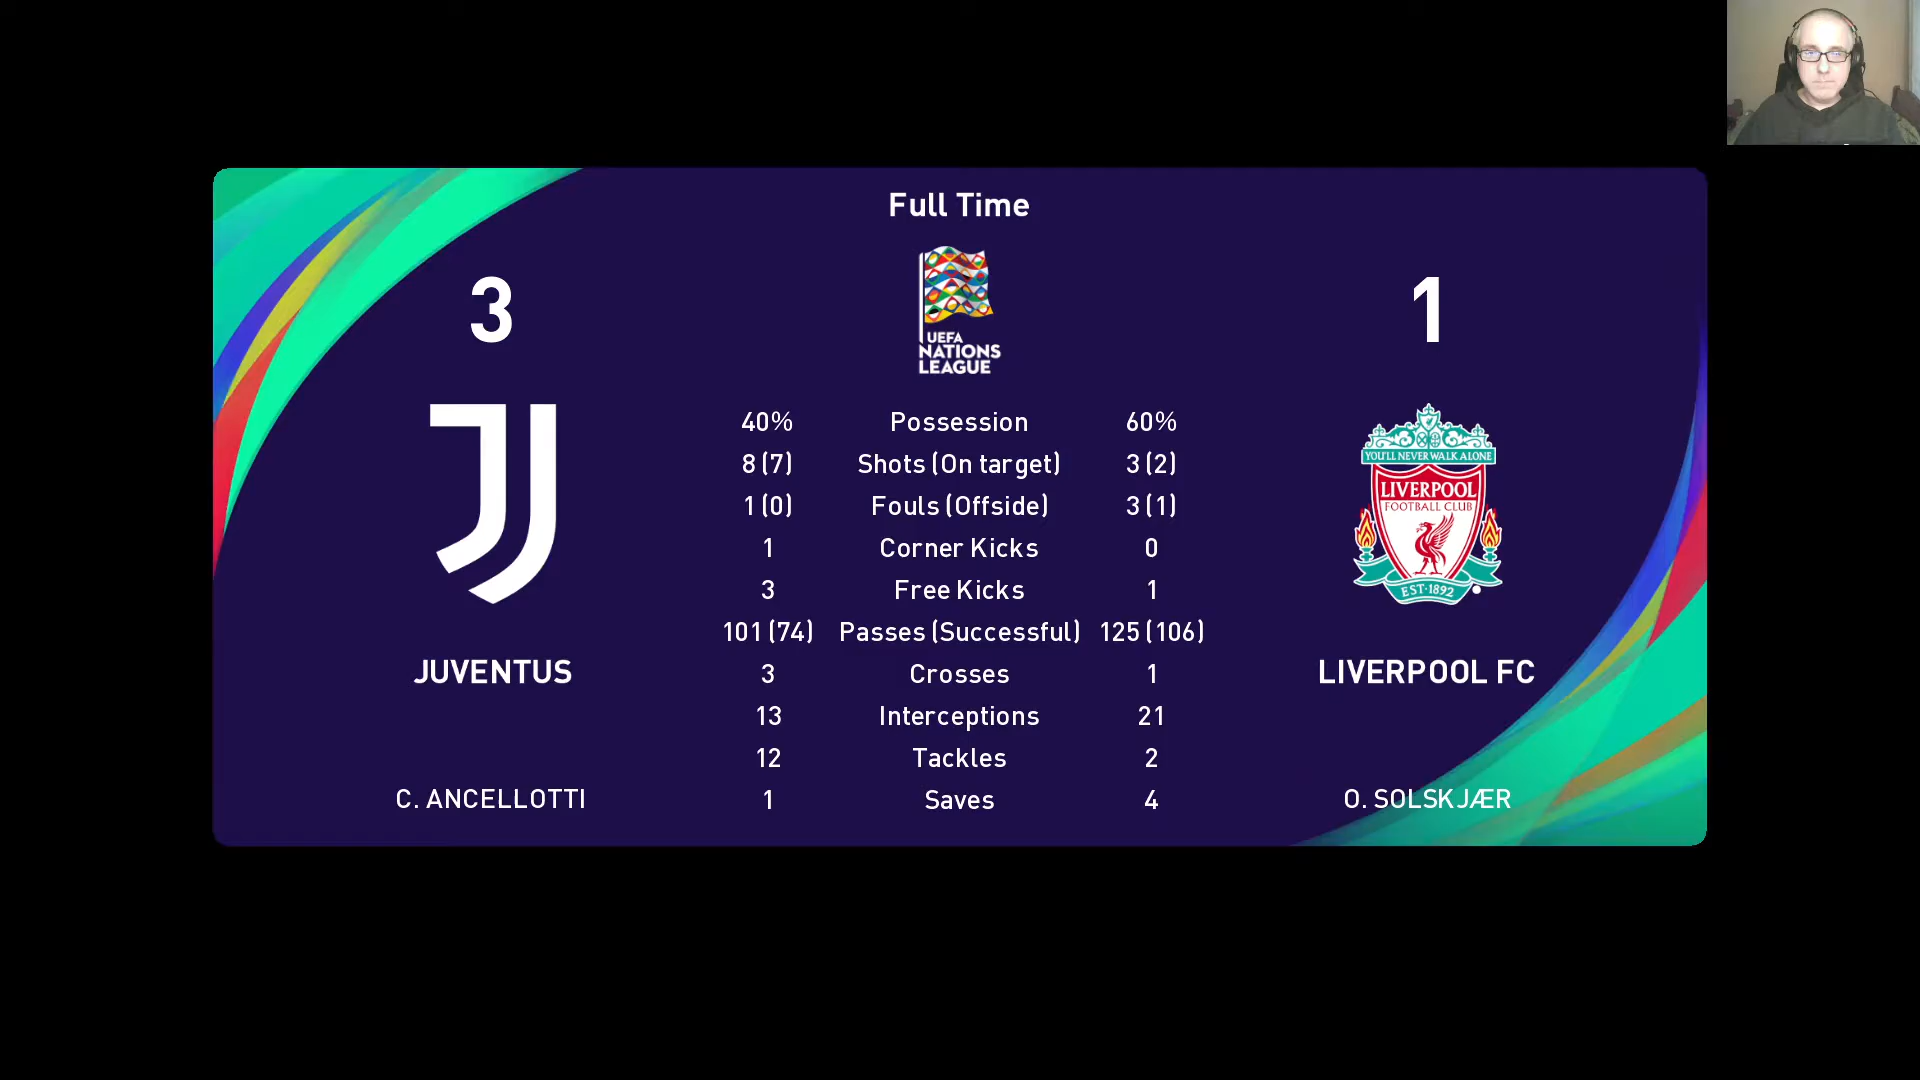 Full Time
3
1
UEFA
NATIONS
LEAGUE
40% Possession 60%
8 (7) Shots (On target) 3 (2)
1 (0) Fouls (Offside) 3 (1)
1 Corner Kicks 0
3 Free Kicks 1
101 (74) Passes (Successful) 125 (106)
3 Crosses 1
13 Interceptions 21
12 Tackles 2
1 Saves 4
YOU'LL NEVER WALK ALONE
LIVERPOOL
FOOTBALL CLUB
EST·1892
JUVENTUS
LIVERPOOL FC
C. ANCELLOTTI
O. SOLSKJÆR